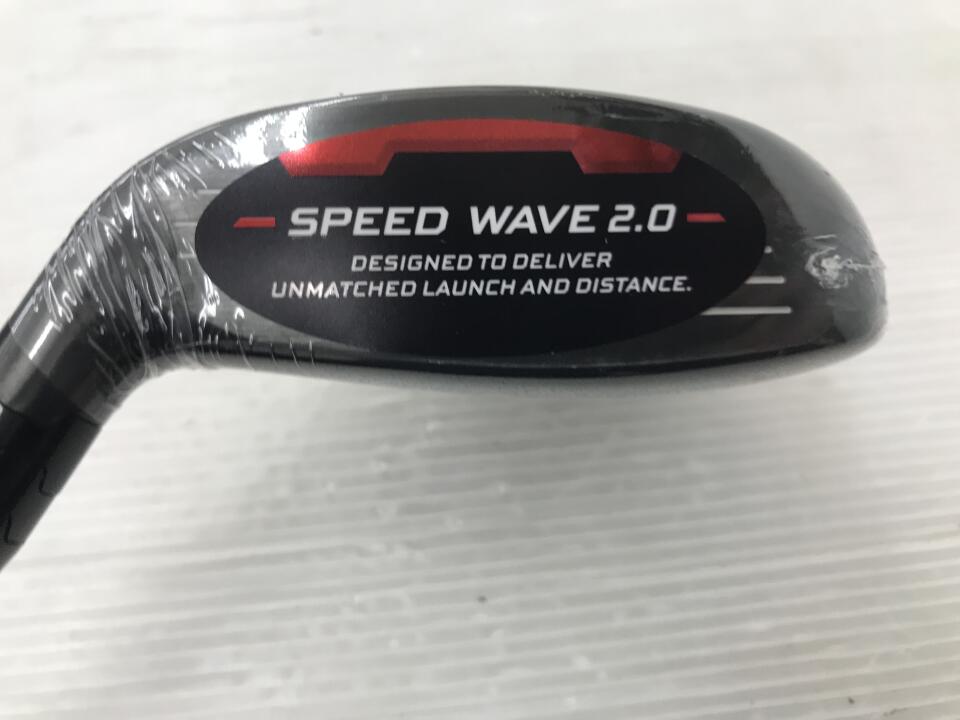 SPEED WAVE 2.0
DESIGNED TO DELIVER
UNMATCHED LAUNCH AND DISTANCE.